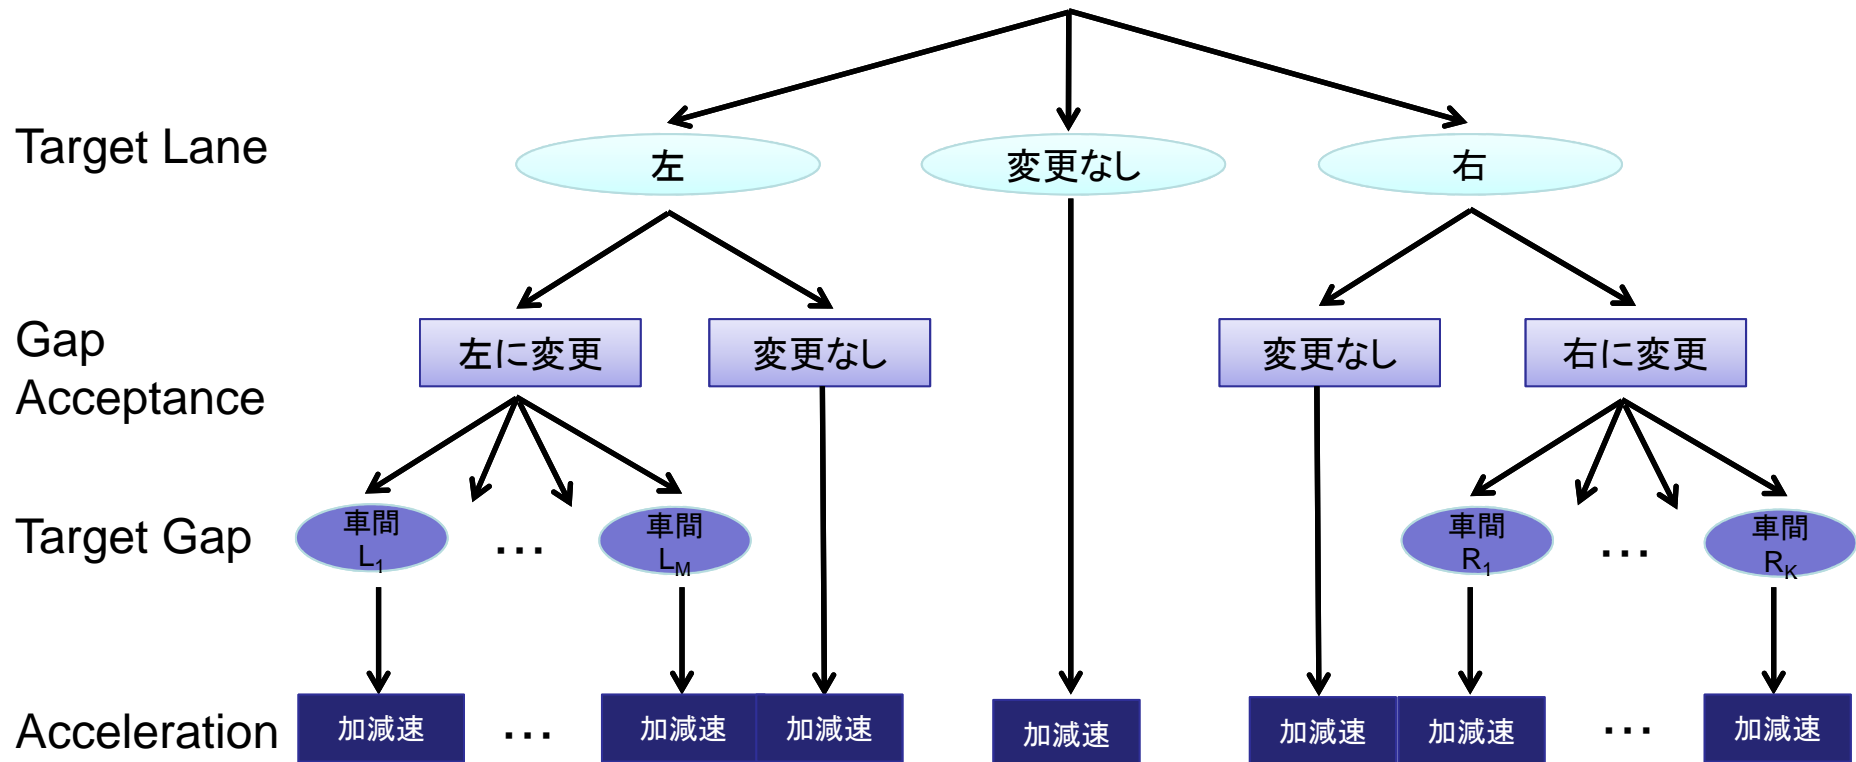 Target Lane
左
変更なし
右
Gap
Acceptance
左に変更
変更なし
変更なし
右に変更
Target Gap
車間
L1
...
車間
LM
車間
R1
...
車間
RK
Acceleration
加減速
...
加減速
加減速
加減速
加減速
加減速
...
加減速